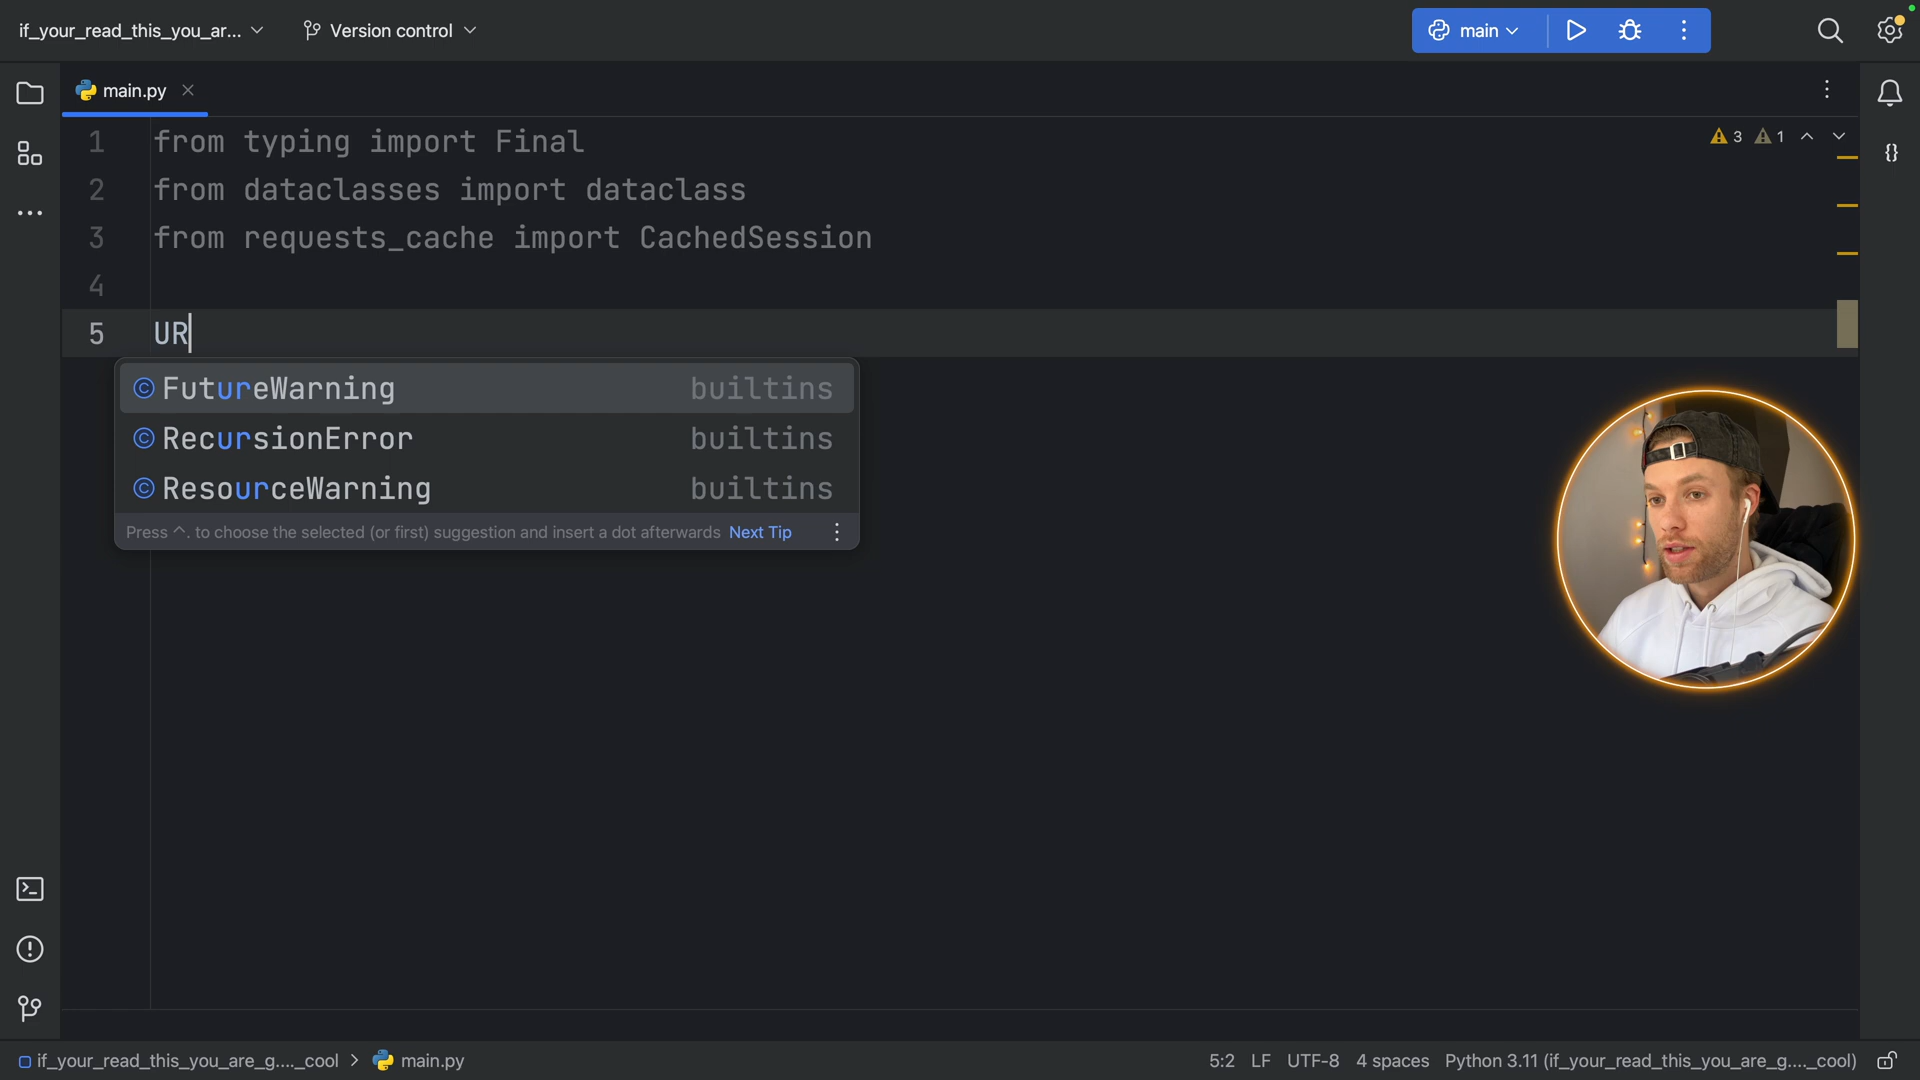 if_your_read_this_you_ar...
Version control
main
main.py
1 from typing import Final
2 from dataclasses import dataclass
3 from requests_cache import CachedSession
4
5 UR
3 1
FutureWarning builtins
RecursionError builtins
ResourceWarning builtins
Press ^. to choose the selected (or first) suggestion and insert a dot afterwards Next Tip
if_your_read_this_you_are_g...._cool > main.py
5:2 LF UTF-8 4 spaces Python 3.11 (if_your_read_this_you_are_g...._cool)